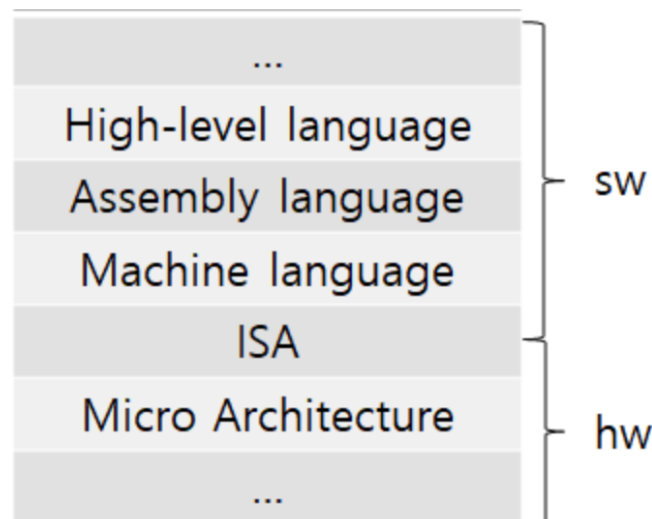 ...
High-level language
Assembly language
Machine language
ISA
Micro Architecture
...
sw
hw